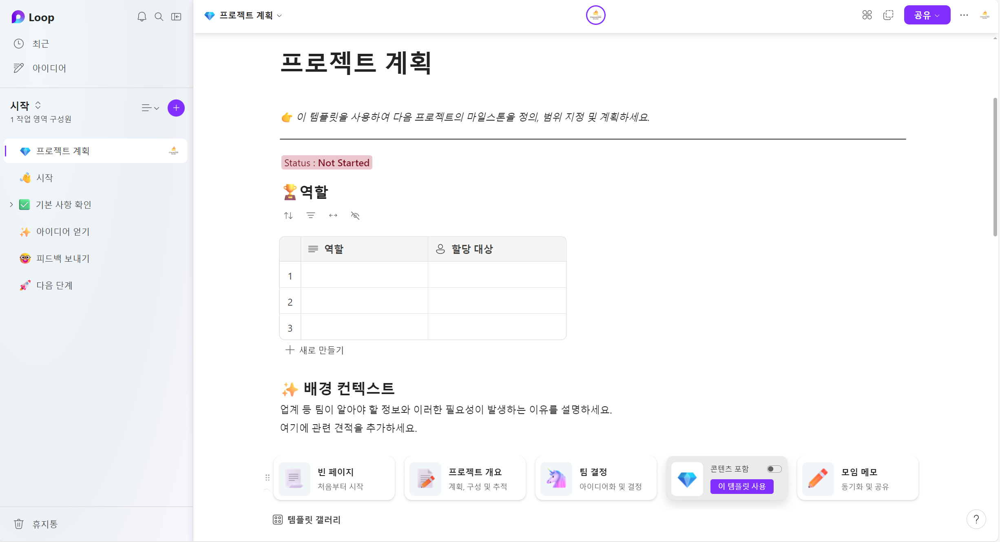 Loop
최근
아이디어
시작
1 작업 영역 구성원
프로젝트 계획
시작
기본 사항 확인
아이디어 얻기
피드백 보내기
다음 단계
휴지통
프로젝트 계획
공유
프로젝트 계획
이 템플릿을 사용하여 다음 프로젝트의 마일스톤을 정의, 범위 지정 및 계획하세요.
Status : Not Started
역할
역할 할당 대상
1
2
3
새로 만들기
배경 컨텍스트
업계 등 팀이 알아야 할 정보와 이러한 필요성이 발생하는 이유를 설명하세요.
여기에 관련 견적을 추가하세요.
빈 페이지
처음부터 시작
프로젝트 개요
계획, 구성 및 추적
팀 결정
아이디어화 및 결정
콘텐츠 포함
이 템플릿 사용
모임 메모
동기화 및 공유
템플릿 갤러리
?